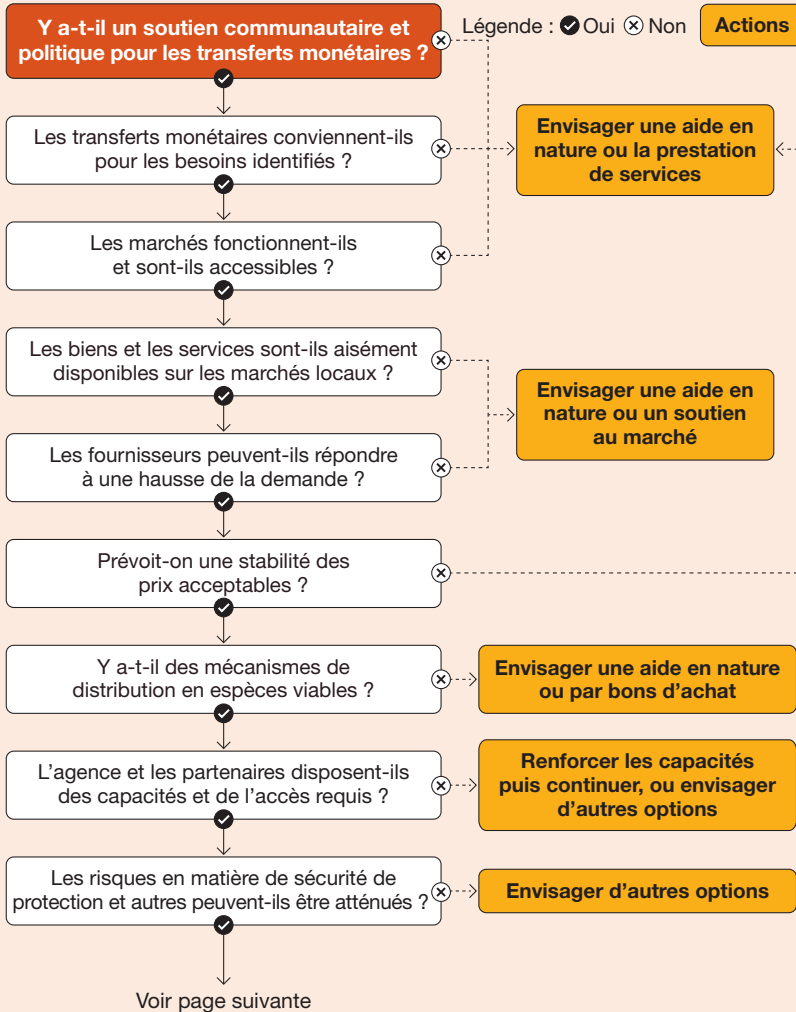 Y a-t-il un soutien communautaire et
politique pour les transferts monétaires ?
Légende : Oui Non
Actions
Les transferts monétaires conviennent-ils
pour les besoins identifiés ?
Envisager une aide en
nature ou la prestation
de services
Les marchés fonctionnent-ils
et sont-ils accessibles ?
Les biens et les services sont-ils aisément
disponibles sur les marchés locaux ?
Envisager une aide en
nature ou un soutien
au marché
Les fournisseurs peuvent-ils répondre
à une hausse de la demande ?
Prévoit-on une stabilité des
prix acceptables ?
Y a-t-il des mécanismes de
distribution en espèces viables ?
Envisager une aide en nature
ou par bons d'achat
L'agence et les partenaires disposent-ils
des capacités et de l'accès requis ?
Renforcer les capacités
puis continuer, ou envisager
d'autres options
Les risques en matière de sécurité de
protection et autres peuvent-ils être atténués ?
Envisager d'autres options
Voir page suivante